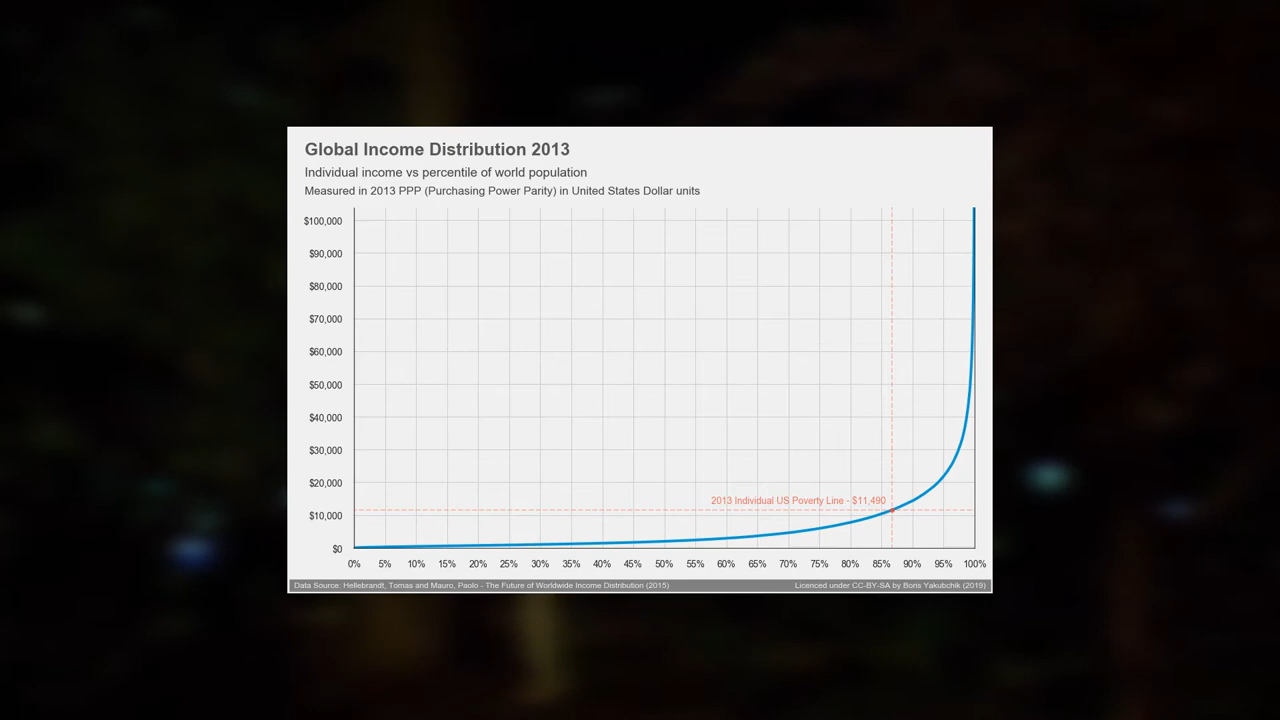 Global Income Distribution 2013
Individual income vs percentile of world population
Measured in 2013 PPP (Purchasing Power Parity) in United States Dollar units
$100,000
$90,000
$80,000
$70,000
$60,000
$50,000
$40,000
$30,000
$20,000
2013 Individual US Poverty Line - $11,490
$10,000
$0
0% 5% 10% 15% 20% 25% 30% 35% 40% 45% 50% 55% 60% 65% 70% 75% 80% 85% 90% 95% 100%
Data Source: Hellebrandt, Tomas and Mauro, Paolo - The Future of Worldwide Income Distribution (2015) Licenced under CC-BY-SA by Boris Yakubchik (2019)